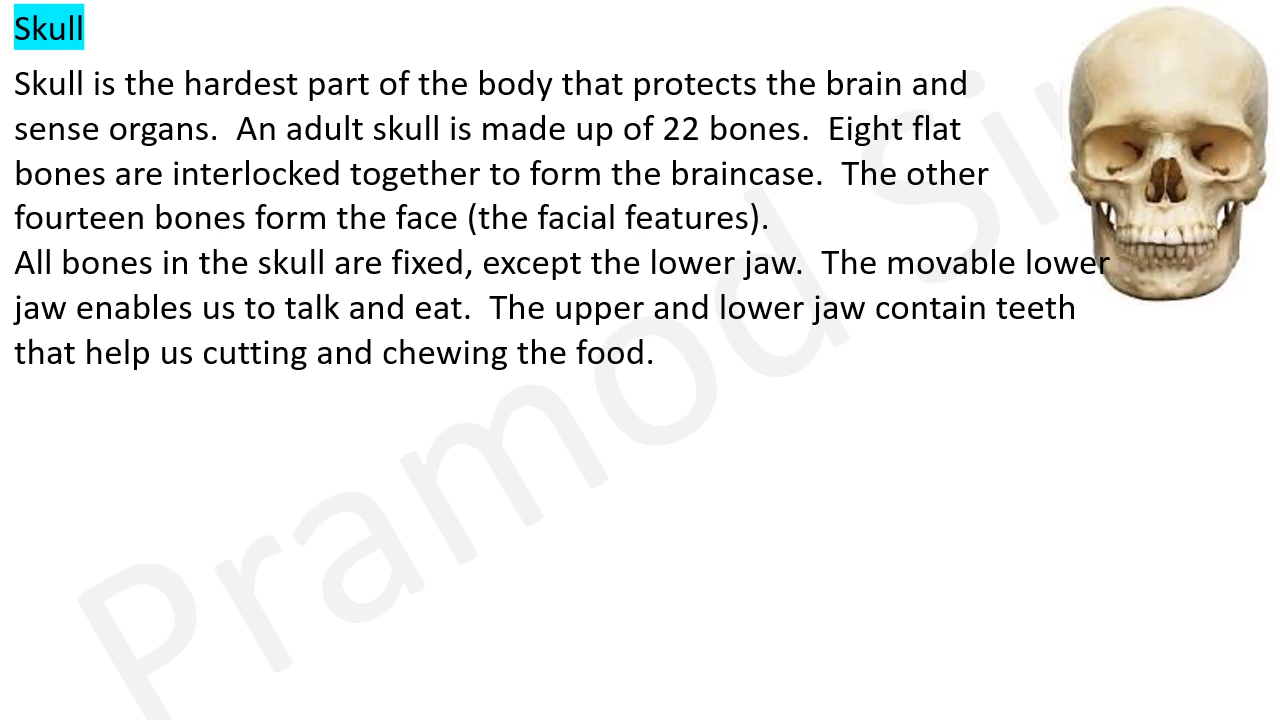 Skull
Skull is the hardest part of the body that protects the brain and
sense organs.  An adult skull is made up of 22 bones.  Eight flat
bones are interlocked together to form the braincase.  The other
fourteen bones form the face (the facial features).
All bones in the skull are fixed, except the lower jaw.  The movable lower
jaw enables us to talk and eat.  The upper and lower jaw contain teeth
that help us cutting and chewing the food.
Pramod Sir